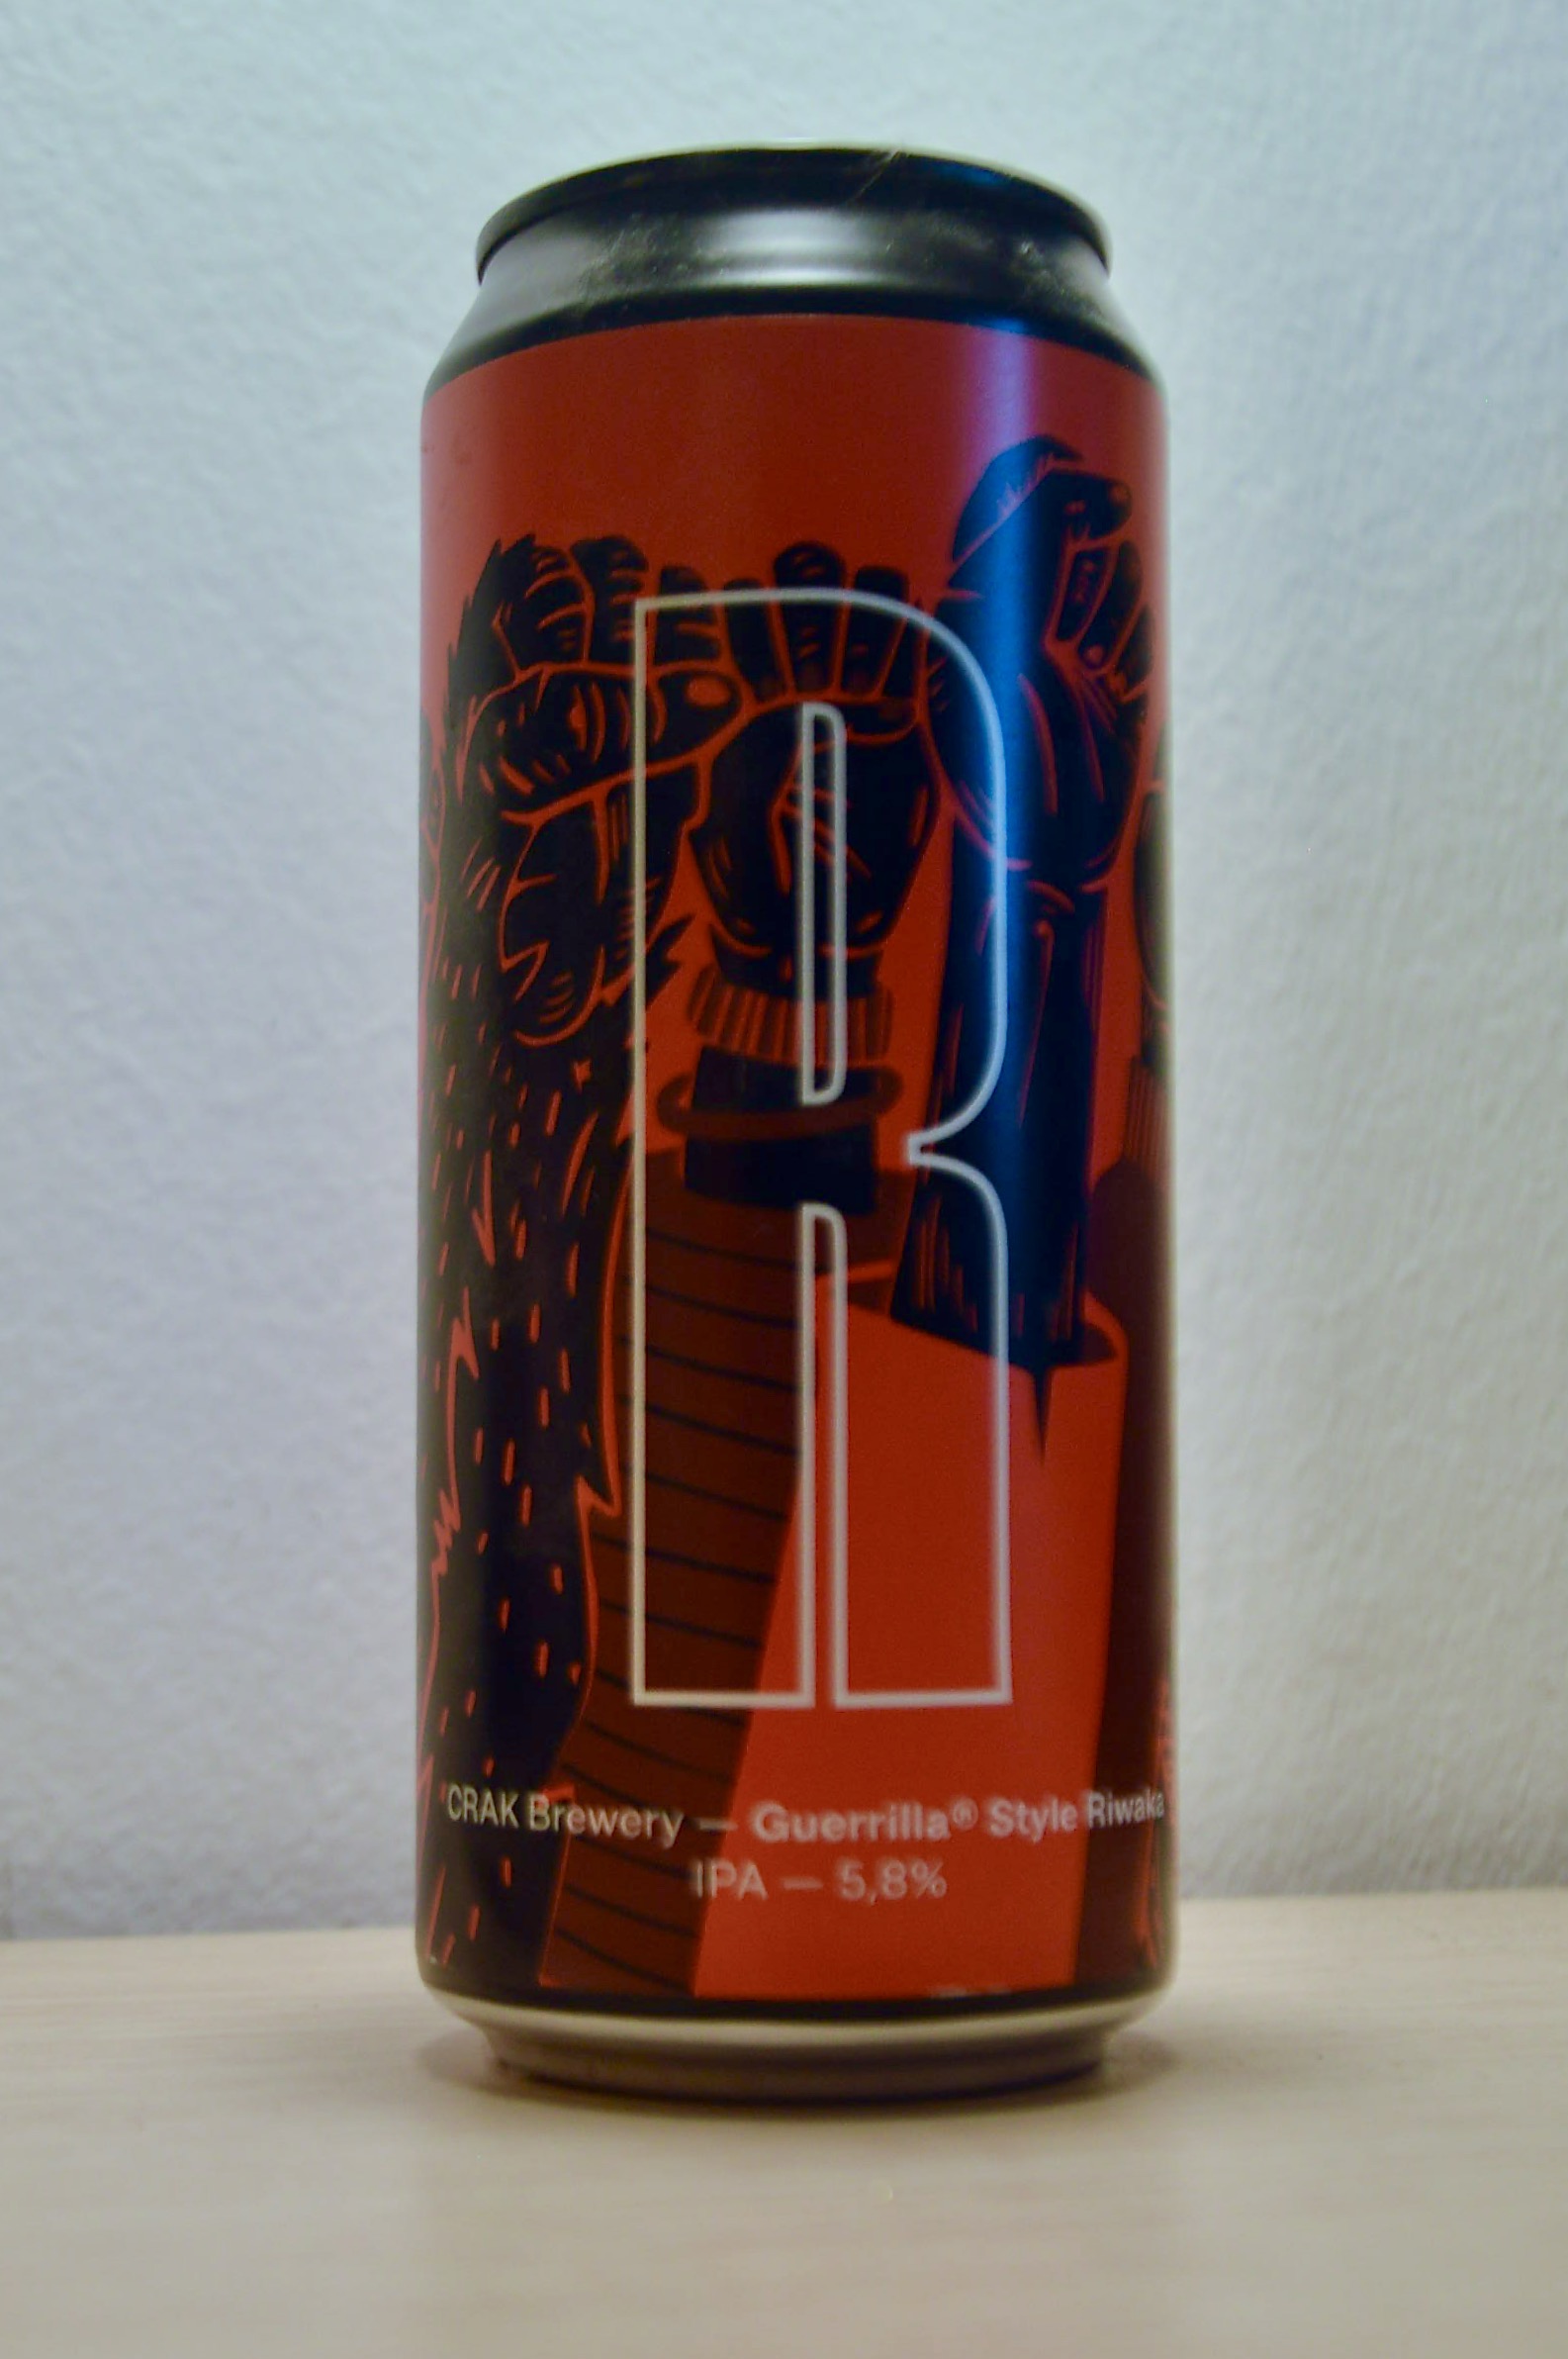 R
CRAK Brewery — Guerrilla® Style Riwaka
IPA — 5,8%